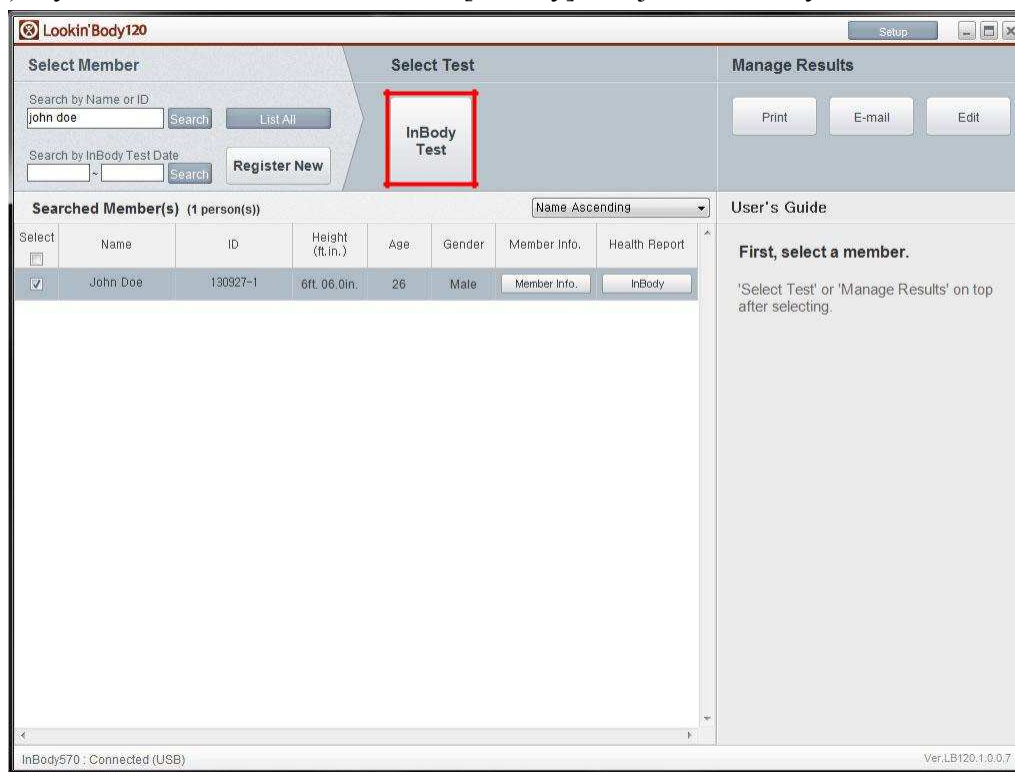 Lookin'Body120
Setup
Select Member
Select Test
Manage Results
Search by Name or ID
john doe
Search
List All
InBody
Test
Print
E-mail
Edit
Search by InBody Test Date
~
Search
Register New
Searched Member(s) (1 person(s))
Name Ascending
User's Guide
Select
Name
ID
Height
(ft.in.)
Age
Gender
Member Info.
Health Report
John Doe
130927-1
6ft. 06.0in.
26
Male
Member Info.
InBody
First, select a member.
'Select Test' or 'Manage Results' on top
after selecting.
InBody570 : Connected (USB)
Ver.LB120.1.0.0.7